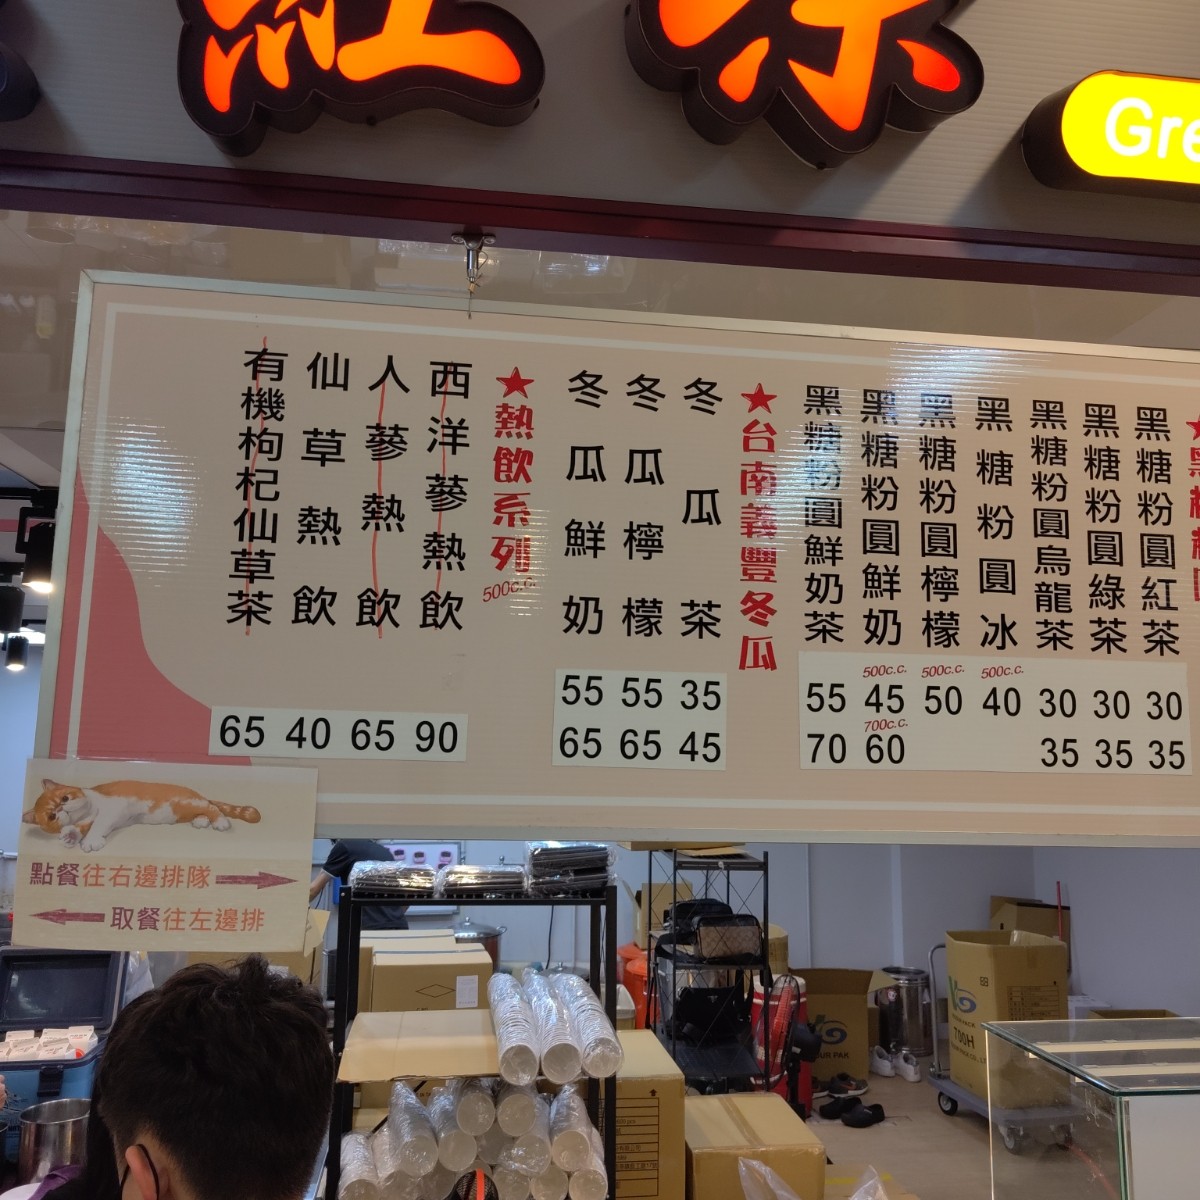 紅茶
Gre
黑糖粉圓紅茶 30 35
黑糖粉圓綠茶 30 35
黑糖粉圓烏龍茶 30 35
黑糖粉圓冰 500c.c. 40
黑糖粉圓檸檬 500c.c. 50
黑糖粉圓鮮奶 500c.c. 45 700c.c. 60
黑糖粉圓鮮奶茶 55 70
★台南義豐冬瓜
冬瓜茶 35 45
冬瓜檸檬 55 65
冬瓜鮮奶 55 65
★熱飲系列 500c.c.
西洋蔘熱飲 90
人蔘熱飲 65
仙草熱飲 40
有機枸杞仙草茶 65
點餐往右邊排隊
取餐往左邊排
700H